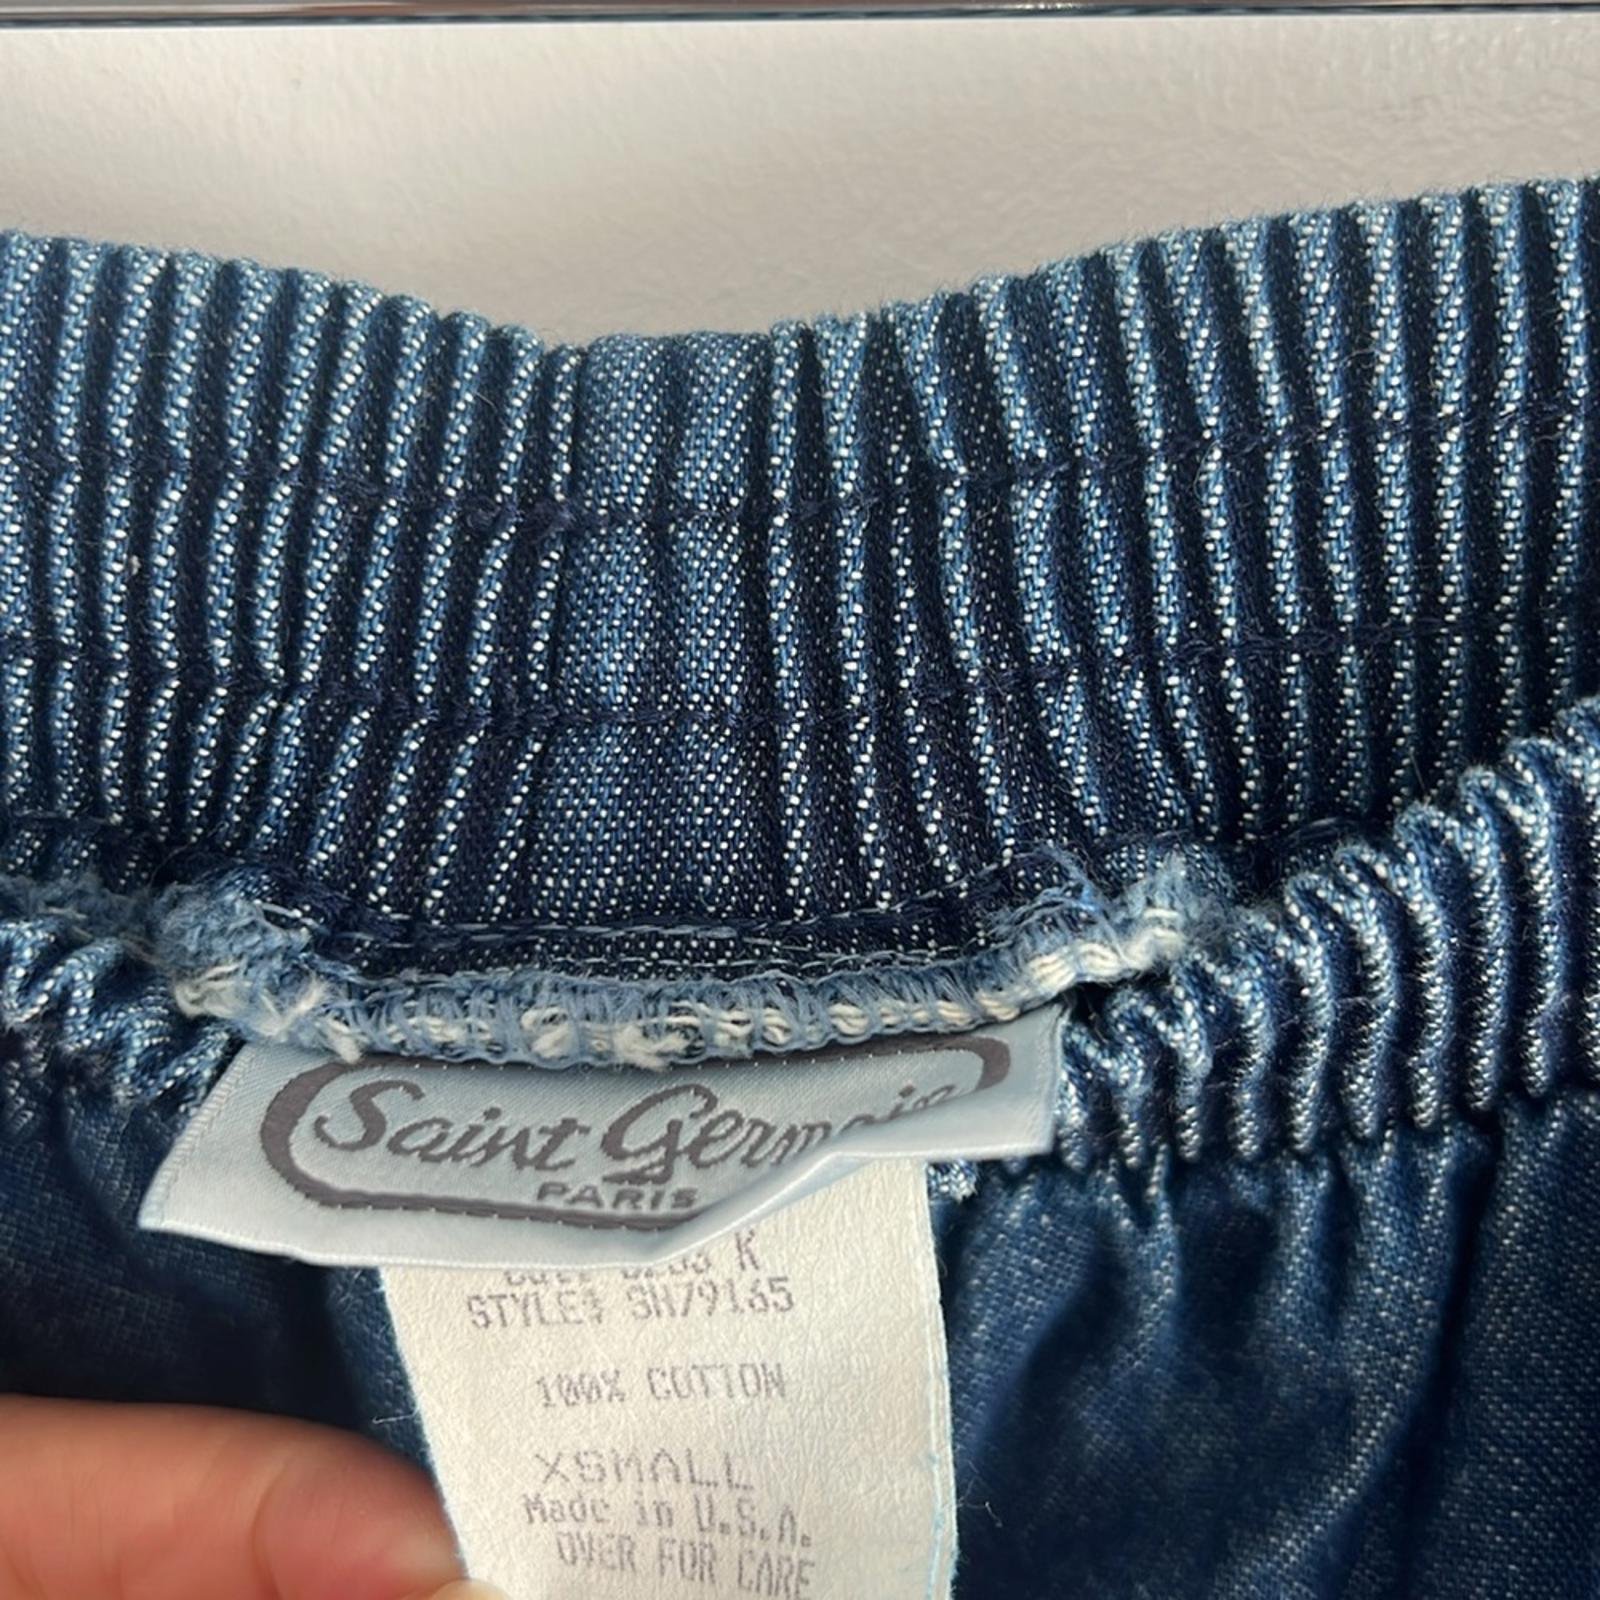 Saint Germain
PARIS
STYLE# SH79165
100% COTTON
XSMALL
Made in U.S.A.
OVER FOR CARE